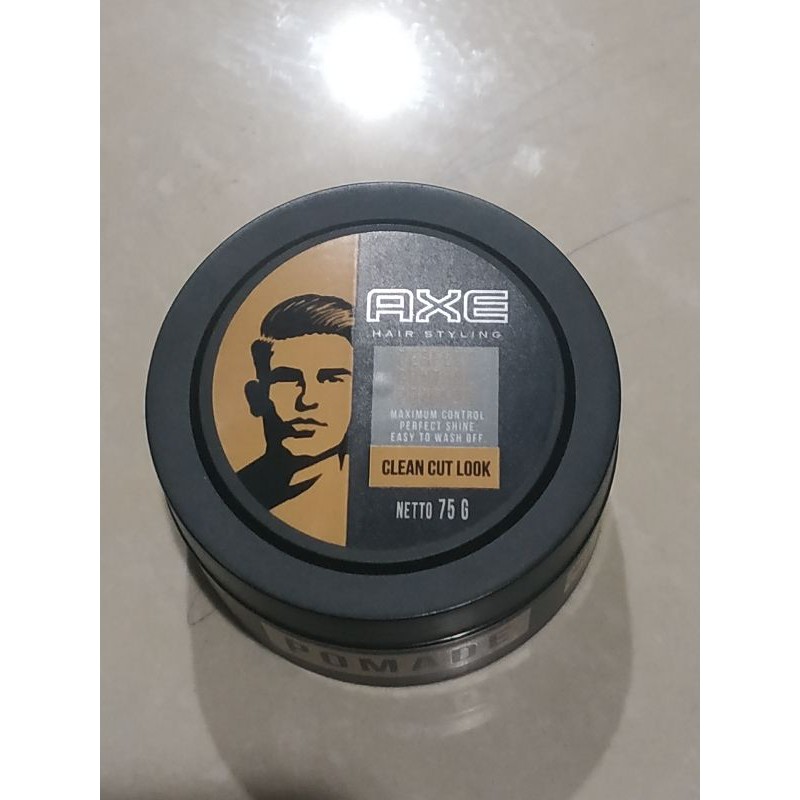 AXE
HAIR STYLING
MAXIMUM CONTROL
PERFECT SHINE
EASY TO WASH OFF
CLEAN CUT LOOK
NETTO 75 G
POMADE